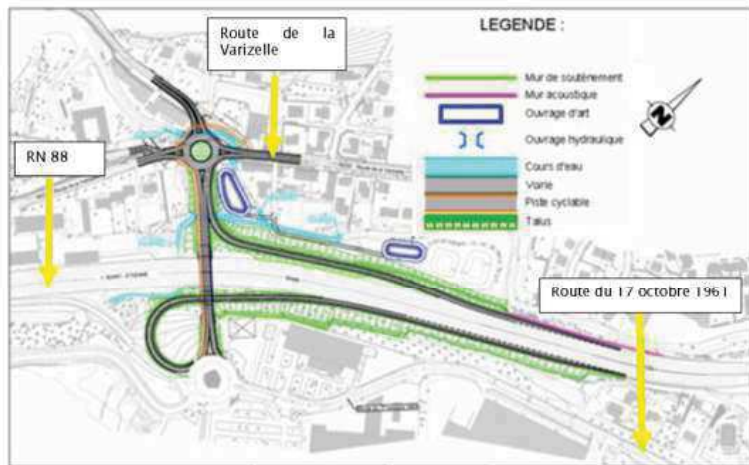 Route de la
Varizelle
LEGENDE :
Mur de soutènement
Mur acoustique
Ouvrage d'art
Ouvrage hydraulique
Cours d'eau
Voirie
Piste cyclable
Talus
N
RN 88
Route du 17 octobre 1961